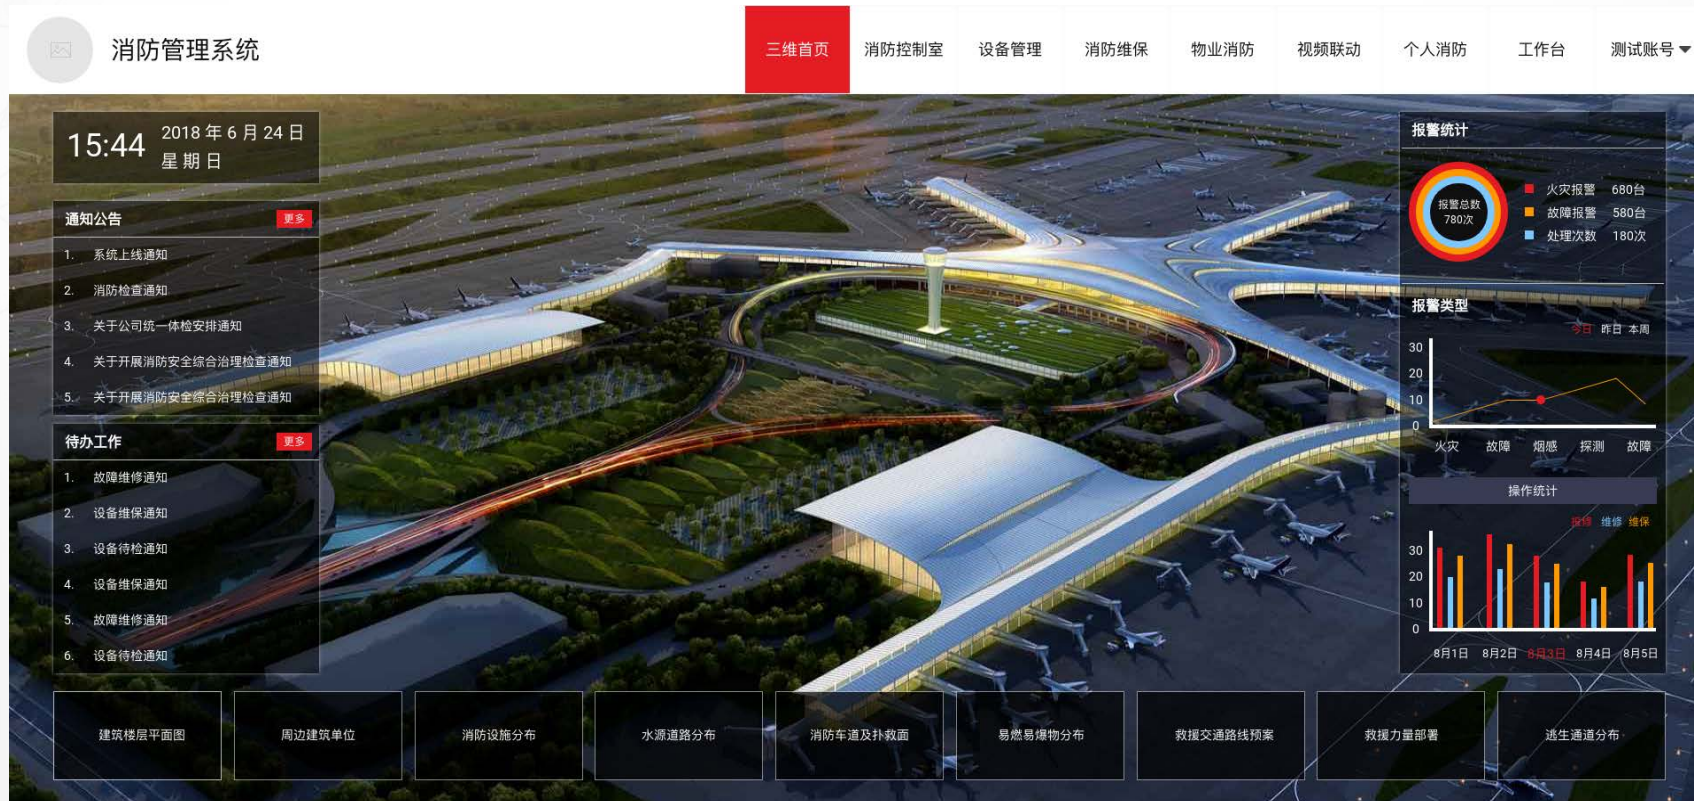 消防管理系统
三维首页 消防控制室 设备管理 消防维保 物业消防 视频联动 个人消防 工作台 测试账号
15:44
2018 年 6 月 24 日
星 期 日
通知公告 更多
1. 系统上线通知
2. 消防检查通知
3. 关于公司统一体检安排通知
4. 关于开展消防安全综合治理检查通知
5. 关于开展消防安全综合治理检查通知
待办工作 更多
1. 故障维修通知
2. 设备维保通知
3. 设备待检通知
4. 设备维保通知
5. 故障维修通知
6. 设备待检通知
报警统计
报警总数
780次
火灾报警 680台
故障报警 580台
处理次数 180次
报警类型
今日 昨日 本周
30
20
10
0
火灾 故障 烟感 探测 故障
操作统计
报修 维修 维保
30
20
10
0
8月1日 8月2日 8月3日 8月4日 8月5日
建筑楼层平面图 周边建筑单位 消防设施分布 水源道路分布 消防车道及扑救面 易燃易爆物分布 救援交通路线预案 救援力量部署 逃生通道分布